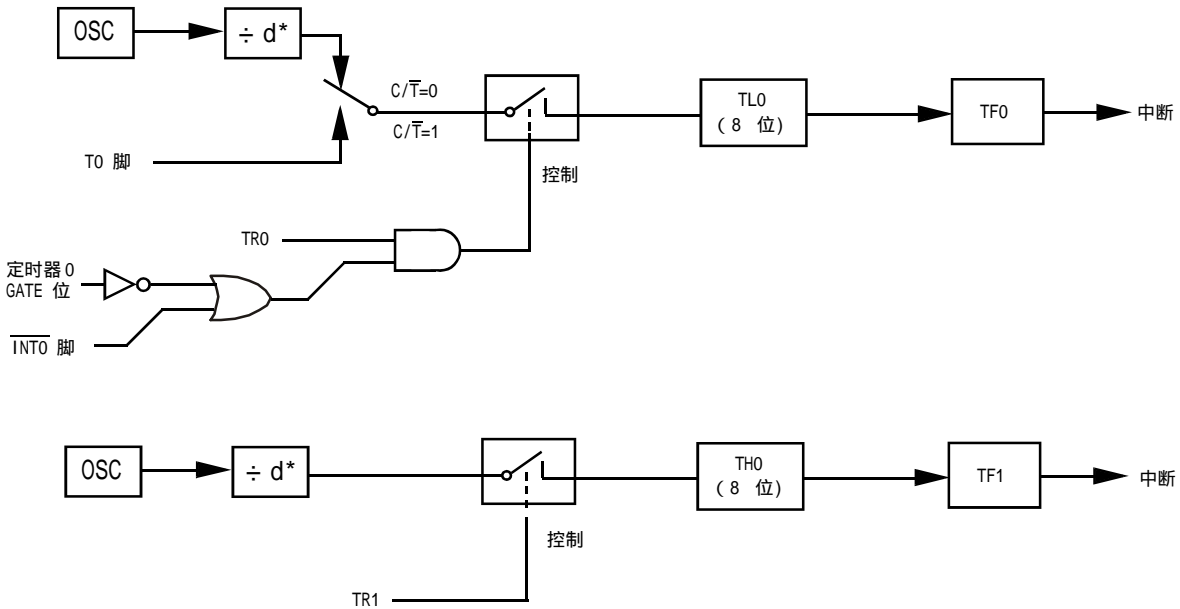 OSC
÷ d*
C/T̅=0
C/T̅=1
T0 脚
TL0
(8 位)
TF0
中断
控制
TR0
定时器0
GATE 位
I̅N̅T̅0̅ 脚
OSC
÷ d*
TH0
(8 位)
TF1
中断
控制
TR1